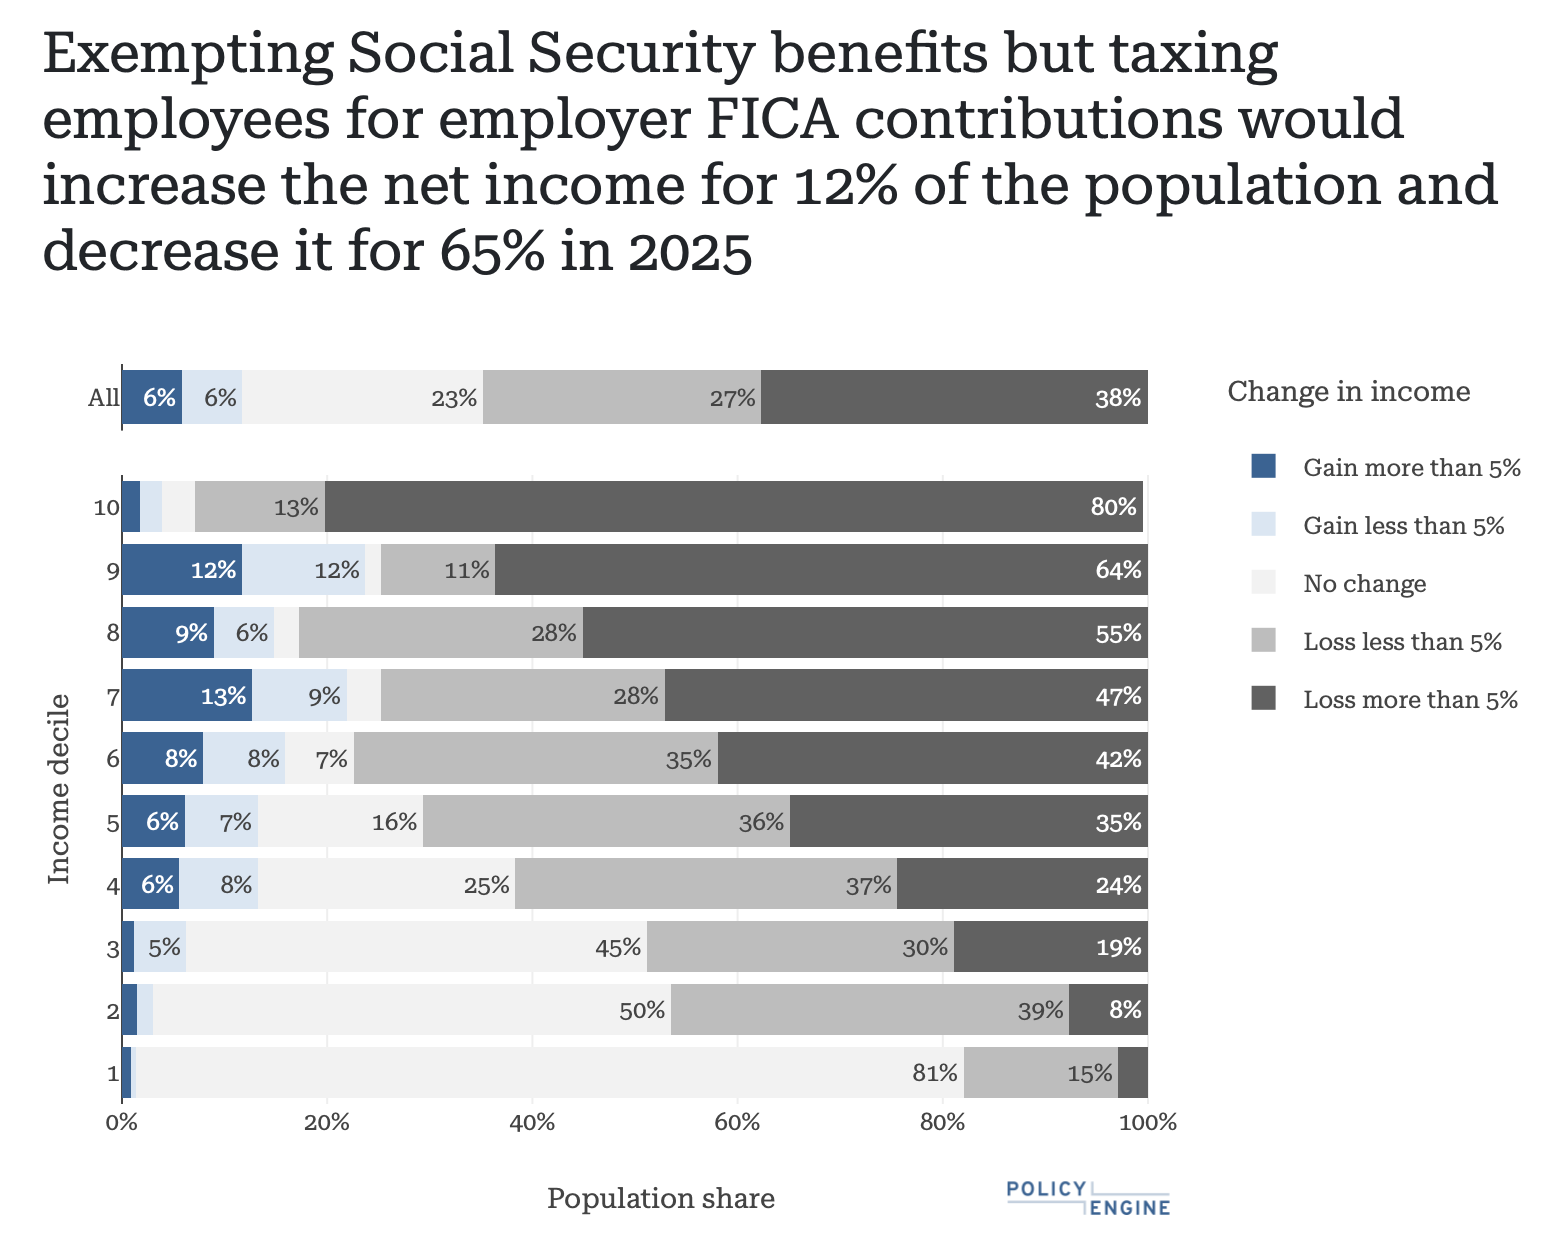 Exempting Social Security benefits but taxing
employees for employer FICA contributions would
increase the net income for 12% of the population and
decrease it for 65% in 2025
All 6% 6% 23% 27% 38%
Change in income
Gain more than 5%
Gain less than 5%
No change
Loss less than 5%
Loss more than 5%
Income decile
10 13% 80%
9 12% 12% 11% 64%
8 9% 6% 28% 55%
7 13% 9% 28% 47%
6 8% 8% 7% 35% 42%
5 6% 7% 16% 36% 35%
4 6% 8% 25% 37% 24%
3 5% 45% 30% 19%
2 50% 39% 8%
1 81% 15%
0% 20% 40% 60% 80% 100%
Population share
POLICY
ENGINE